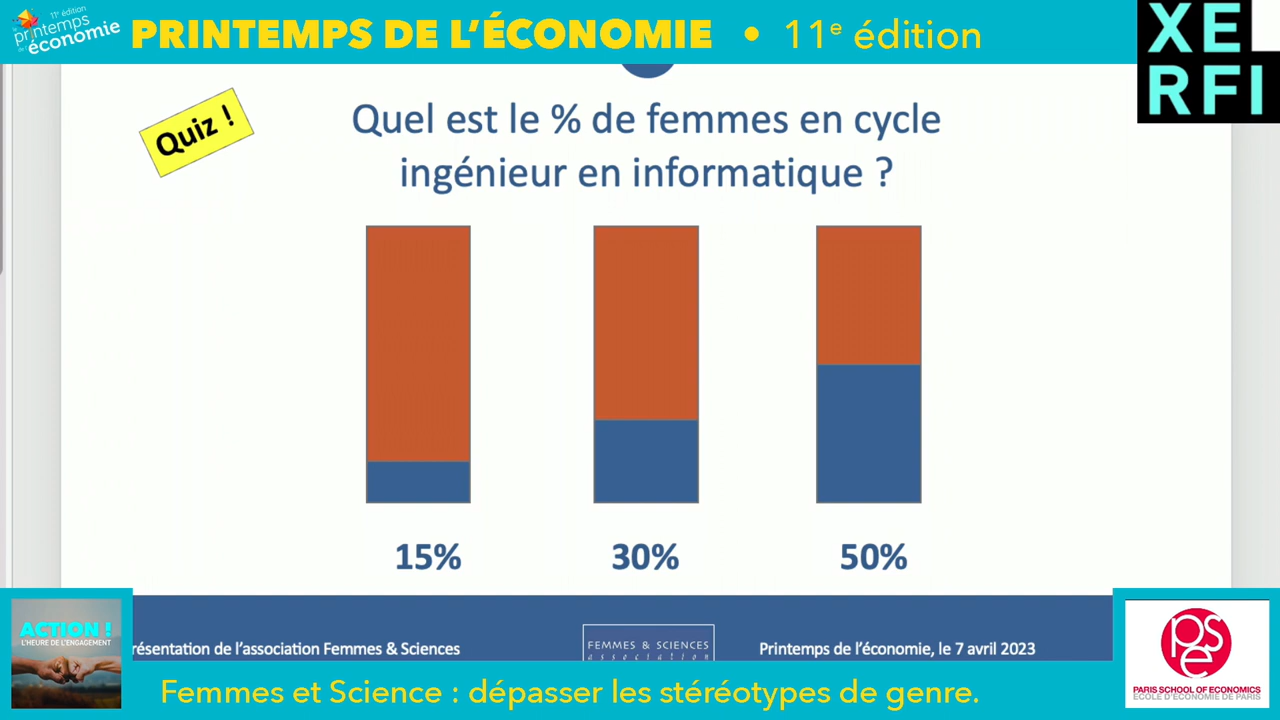 11e édition
printemps
de l'économie
PRINTEMPS DE L'ÉCONOMIE • 11e édition
XE
RFI
Quiz !
Quel est le % de femmes en cycle
ingénieur en informatique ?
15% 30% 50%
ACTION !
L'HEURE DE L'ENGAGEMENT
résentation de l'association Femmes & Sciences
FEMMES & SCIENCES
association
Printemps de l'économie, le 7 avril 2023
pse
PARIS SCHOOL OF ECONOMICS
ECOLE D'ECONOMIE DE PARIS
Femmes et Science : dépasser les stéréotypes de genre.